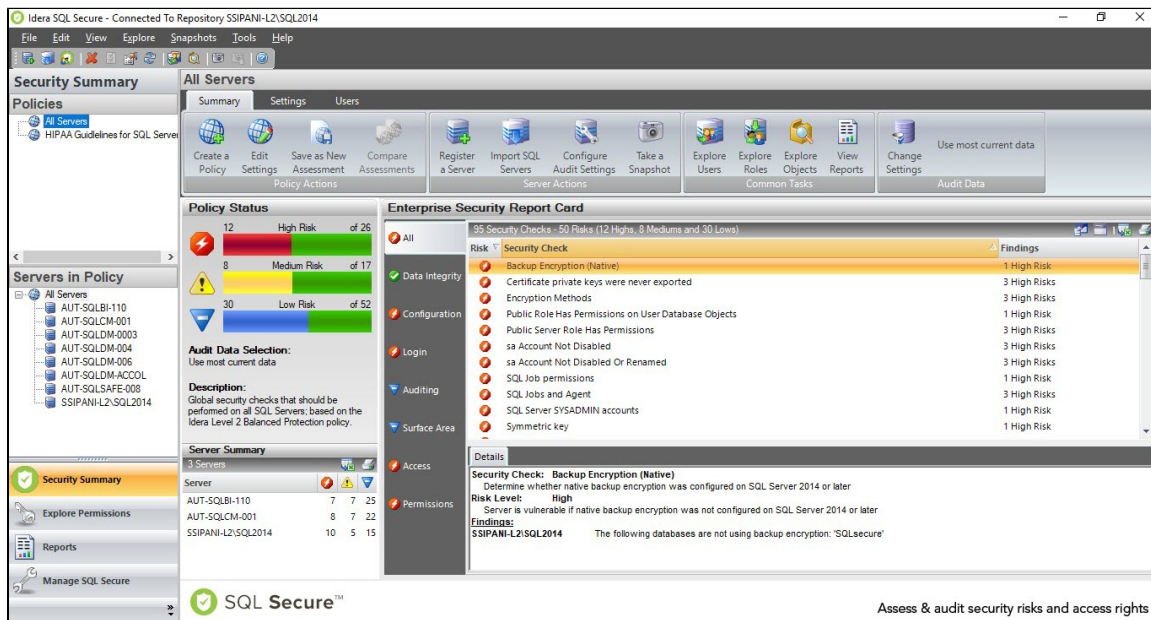 Idera SQL Secure - Connected To Repository SSIPANI-L2\SQL2014
File Edit View Explore Snapshots Tools Help
Security Summary
Policies
All Servers
HIPAA Guidlelines for SQL Server
Servers in Policy
All Servers
AUT-SQLBI-110
AUT-SQLCM-001
AUT-SQLDM-0003
AUT-SQLDM-004
AUT-SQLDM-006
AUT-SQLDM-ACCOL
AUT-SQLSAFE-008
SSIPANI-L2\SQL2014
Security Summary
Explore Permissions
Reports
Manage SQL Secure
All Servers
Summary Settings Users
Create a Policy
Edit Settings
Save as New Assessment
Compare Assessments
Policy Actions
Register a Server
Import SQL Servers
Configure Audit Settings
Take a Snapshot
Server Actions
Explore Users
Explore Roles
Explore Objects
View Reports
Common Tasks
Change Settings
Use most current data
Audit Data
Policy Status
12 High Risk of 26
8 Medium Risk of 17
30 Low Risk of 52
Audit Data Selection:
Use most current data
Description:
Global security checks that should be
performed on all SQL Servers; based on the
Idera Level 2 Balanced Protection policy.
Server Summary
3 Servers
Server
AUT-SQLBI-110 7 7 25
AUT-SQLCM-001 8 7 22
SSIPANI-L2\SQL2014 10 5 15
Enterprise Security Report Card
All
Data Integrity
Configuration
Login
Auditing
Surface Area
Access
Permissions
95 Security Checks - 50 Risks (12 Highs, 8 Mediums and 30 Lows)
Risk Security Check Findings
Backup Encryption (Native) 1 High Risk
Certificate private keys were never exported 3 High Risks
Encryption Methods 3 High Risks
Public Role Has Permissions on User Database Objects 1 High Risk
Public Server Role Has Permissions 3 High Risks
sa Account Not Disabled 3 High Risks
sa Account Not Disabled Or Renamed 3 High Risks
SQL Job permissions 1 High Risk
SQL Jobs and Agent 3 High Risks
SQL Server SYSADMIN accounts 1 High Risk
Symmetric key 1 High Risk
Details
Security Check: Backup Encryption (Native)
Determine whether native backup encryption was configured on SQL Server 2014 or later
Risk Level: High
Server is vulnerable if native backup encryption was not configured on SQL Server 2014 or later
Findings:
SSIPANI-L2\SQL2014 The following databases are not using backup encryption: 'SQLsecure'
SQL Secure™
Assess & audit security risks and access rights